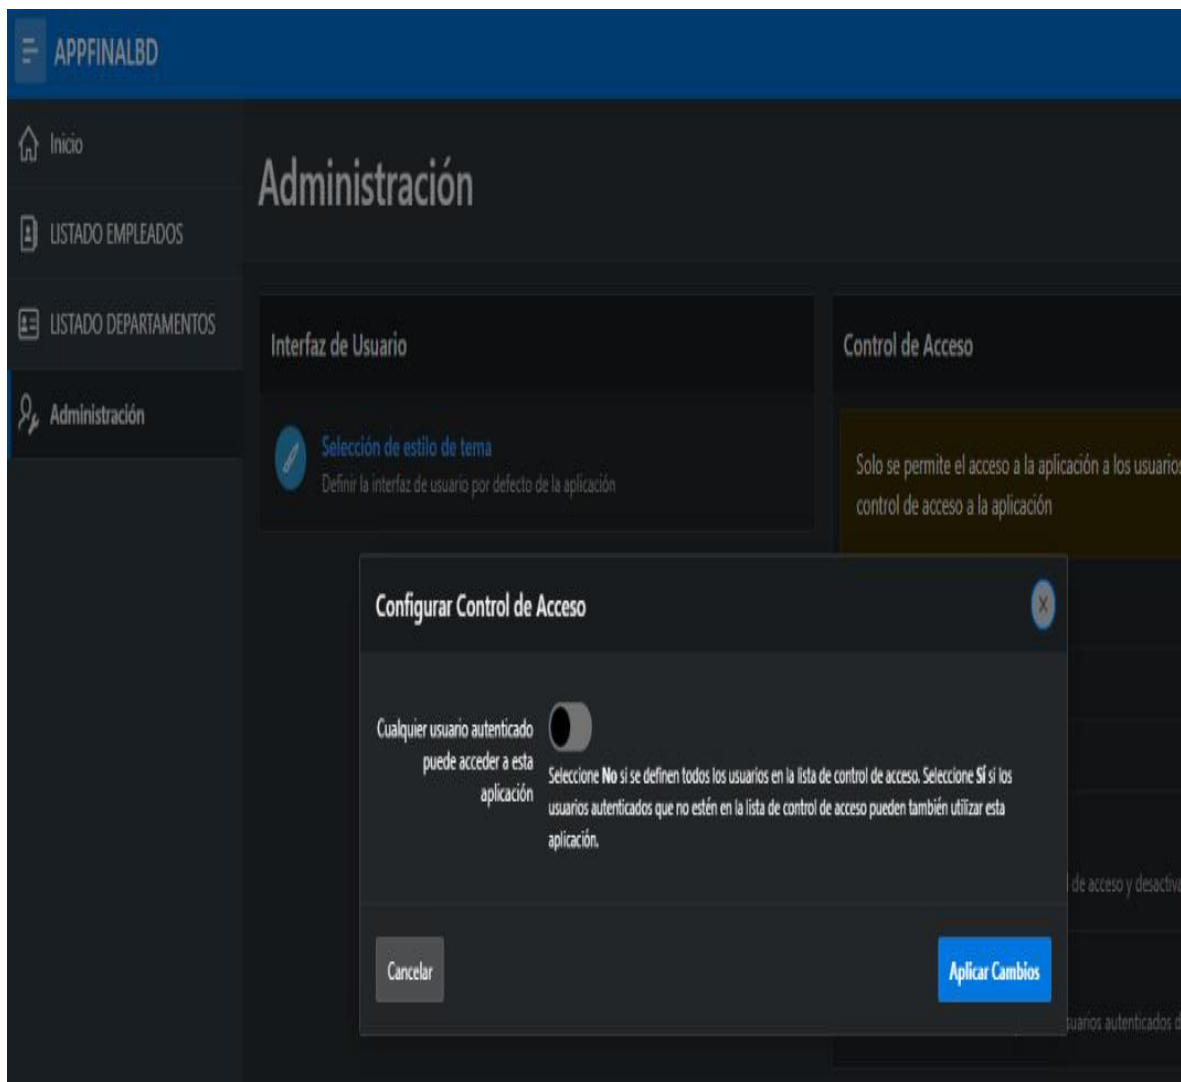 APPFINALBD
Inicio
LISTADO EMPLEADOS
LISTADO DEPARTAMENTOS
Administración
Administración
Interfaz de Usuario
Selección de estilo de tema
Definir la interfaz de usuario por defecto de la aplicación
Control de Acceso
Solo se permite el acceso a la aplicación a los usuarios
control de acceso a la aplicación
Configurar Control de Acceso
Cualquier usuario autenticado
puede acceder a esta
aplicación
Seleccione No si se definen todos los usuarios en la lista de control de acceso. Seleccione Sí si los
usuarios autenticados que no estén en la lista de control de acceso pueden también utilizar esta
aplicación.
de acceso y desactiva
Cancelar
Aplicar Cambios
suarios autenticados d